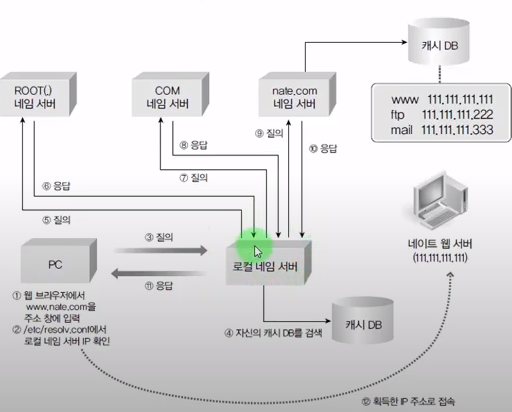 캐시 DB
ROOT(.)
네임 서버
COM
네임 서버
nate.com
네임 서버
www 111.111.111.111
ftp 111.111.111.222
mail 111.111.111.333
⑨ 질의
⑩ 응답
⑧ 응답
⑦ 질의
⑥ 응답
⑤ 질의
③ 질의
⑪ 응답
PC
로컬 네임 서버
네이트 웹 서버
(111.111.111.111)
① 웹 브라우저에서
www.nate.com을
주소 창에 입력
② /etc/resolv.conf에서
로컬 네임 서버 IP 확인
④ 자신의 캐시 DB를 검색
캐시 DB
⑫ 획득한 IP 주소로 접속